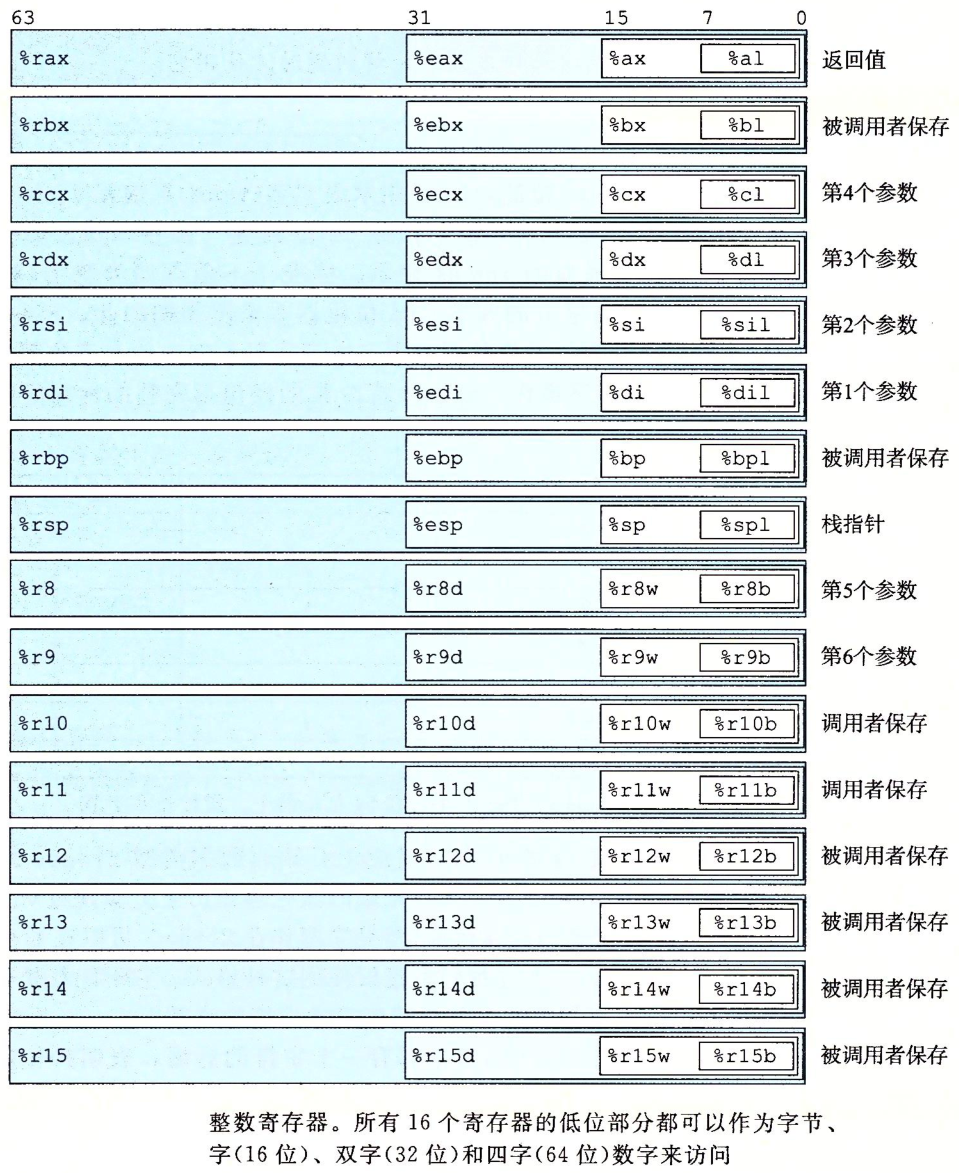 63 31 15 7 0
%rax %eax %ax %al 返回值
%rbx %ebx %bx %bl 被调用者保存
%rcx %ecx %cx %cl 第4个参数
%rdx %edx %dx %dl 第3个参数
%rsi %esi %si %sil 第2个参数
%rdi %edi %di %dil 第1个参数
%rbp %ebp %bp %bpl 被调用者保存
%rsp %esp %sp %spl 栈指针
%r8 %r8d %r8w %r8b 第5个参数
%r9 %r9d %r9w %r9b 第6个参数
%r10 %r10d %r10w %r10b 调用者保存
%r11 %r11d %r11w %r11b 调用者保存
%r12 %r12d %r12w %r12b 被调用者保存
%r13 %r13d %r13w %r13b 被调用者保存
%r14 %r14d %r14w %r14b 被调用者保存
%r15 %r15d %r15w %r15b 被调用者保存
整数寄存器。所有 16 个寄存器的低位部分都可以作为字节、
字(16 位)、双字(32 位)和四字(64 位)数字来访问